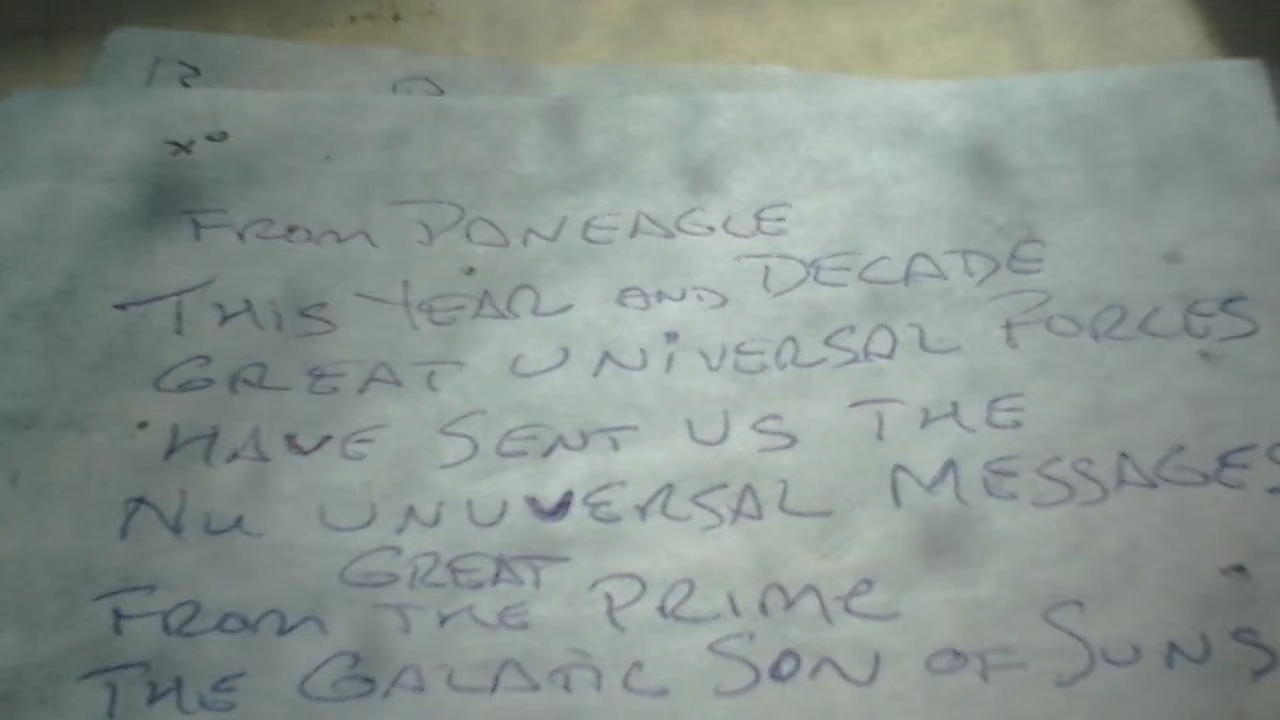 12
x°
FROM DONEAGLE
THIS YEAR AND DECADE
GREAT UNIVERSAL FORCES
HAVE SENT US THE
NU UNUVERSAL MESSAGES
GREAT
FROM THE PRIME
THE GALATIC SON OF SUNS